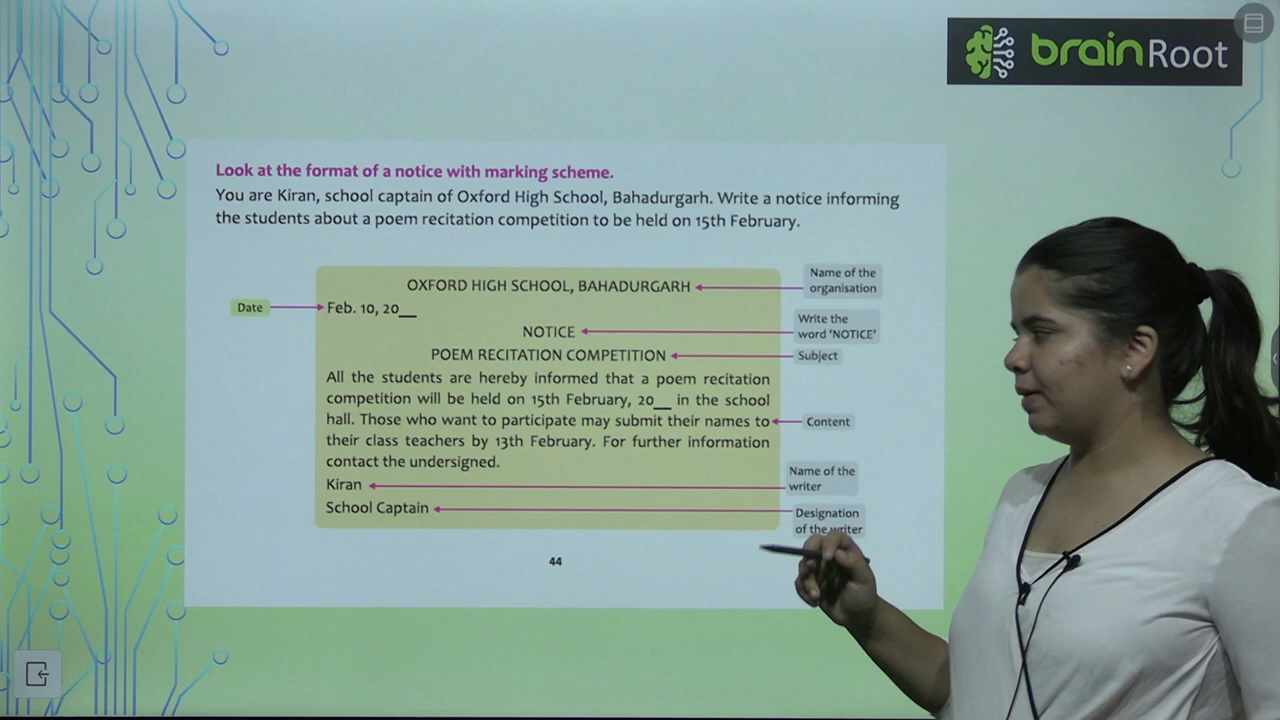 brainRoot
Look at the format of a notice with marking scheme.
You are Kiran, school captain of Oxford High School, Bahadurgarh. Write a notice informing
the students about a poem recitation competition to be held on 15th February.
OXFORD HIGH SCHOOL, BAHADURGARH
Name of the
organisation
Date
Feb. 10, 20__
NOTICE
Write the
word ‘NOTICE’
POEM RECITATION COMPETITION
Subject
All the students are hereby informed that a poem recitation
competition will be held on 15th February, 20__ in the school
hall. Those who want to participate may submit their names to
their class teachers by 13th February. For further information
contact the undersigned.
Content
Kiran
Name of the
writer
School Captain
Designation
of the writer
44